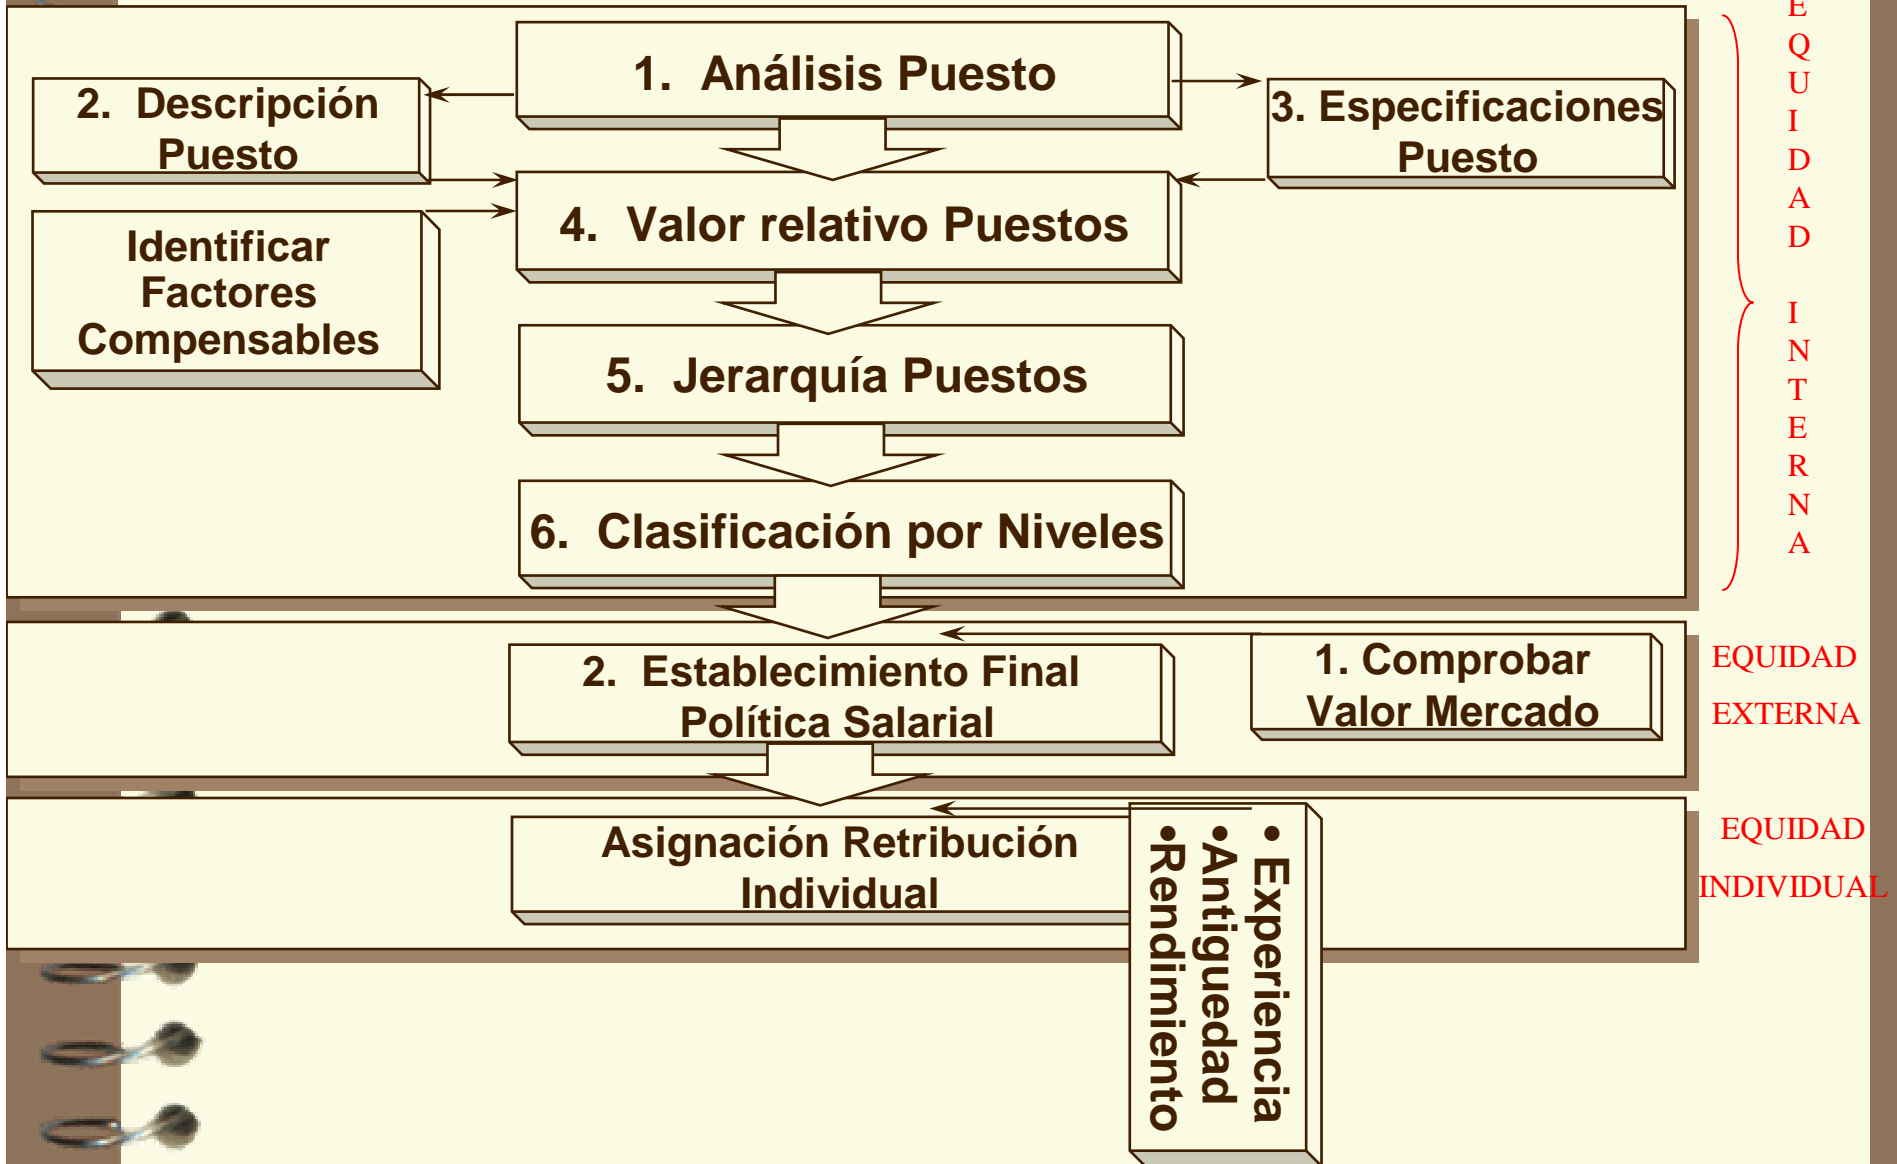 1. Análisis Puesto
2. Descripción
Puesto
3. Especificaciones
Puesto
4. Valor relativo Puestos
Identificar
Factores
Compensables
5. Jerarquía Puestos
6. Clasificación por Niveles
EQUIDAD INTERNA
2. Establecimiento Final
Política Salarial
1. Comprobar
Valor Mercado
EQUIDAD
EXTERNA
Asignación Retribución
Individual
• Experiencia
•Antiguedad
•Rendimiento
EQUIDAD
INDIVIDUAL